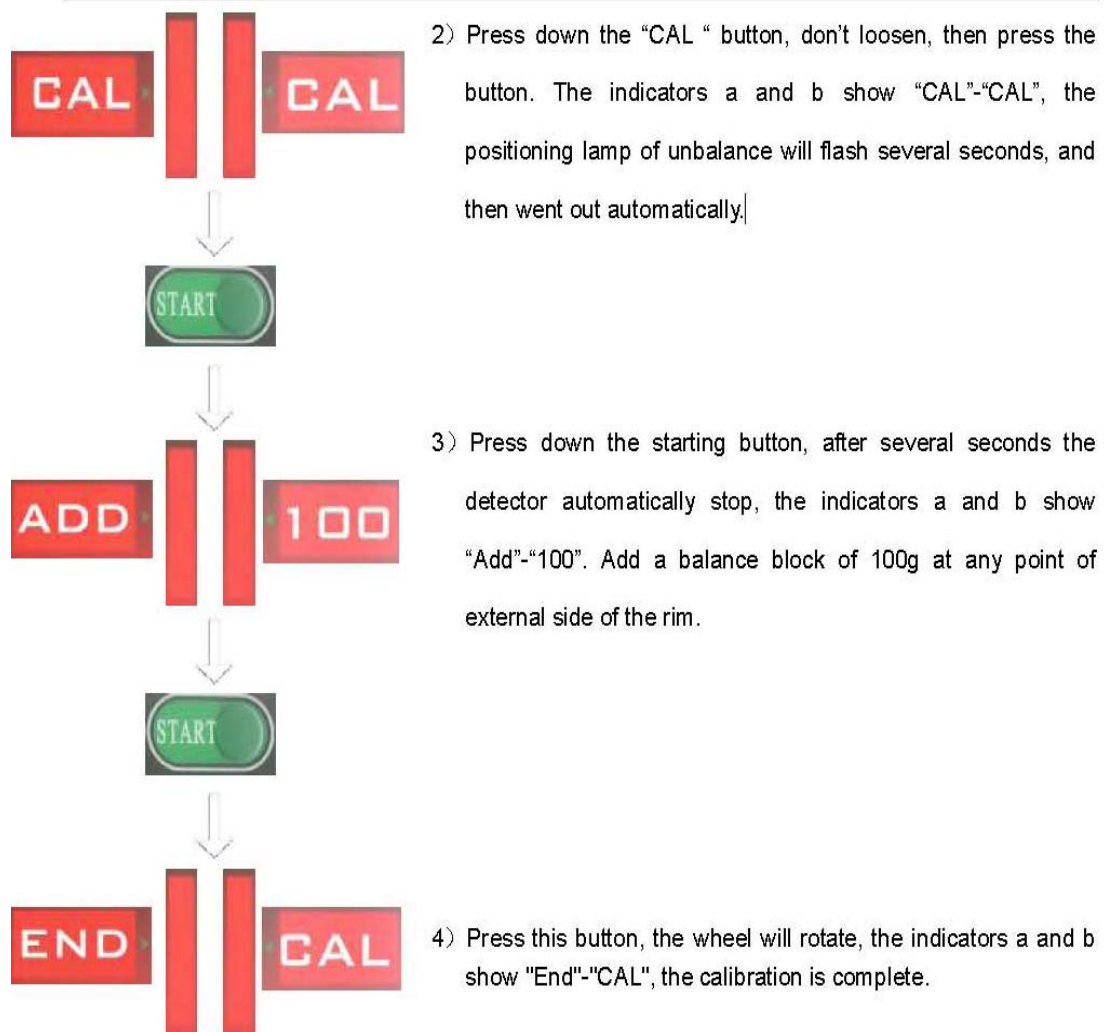 CAL CAL
2) Press down the “CAL “ button, don’t loosen, then press the
button. The indicators a and b show “CAL”-“CAL”, the
positioning lamp of unbalance will flash several seconds, and
then went out automatically.
START
ADD 100
3) Press down the starting button, after several seconds the
detector automatically stop, the indicators a and b show
“Add”-“100”. Add a balance block of 100g at any point of
external side of the rim.
START
END CAL
4) Press this button, the wheel will rotate, the indicators a and b
show "End"-"CAL", the calibration is complete.